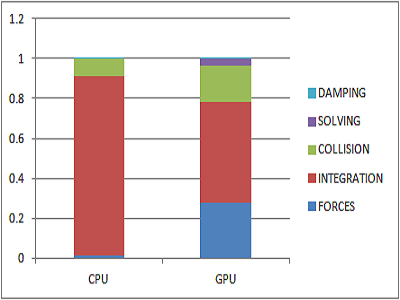 1.2
1
0.8
0.6
0.4
0.2
0
CPU
GPU
DAMPING
SOLVING
COLLISION
INTEGRATION
FORCES